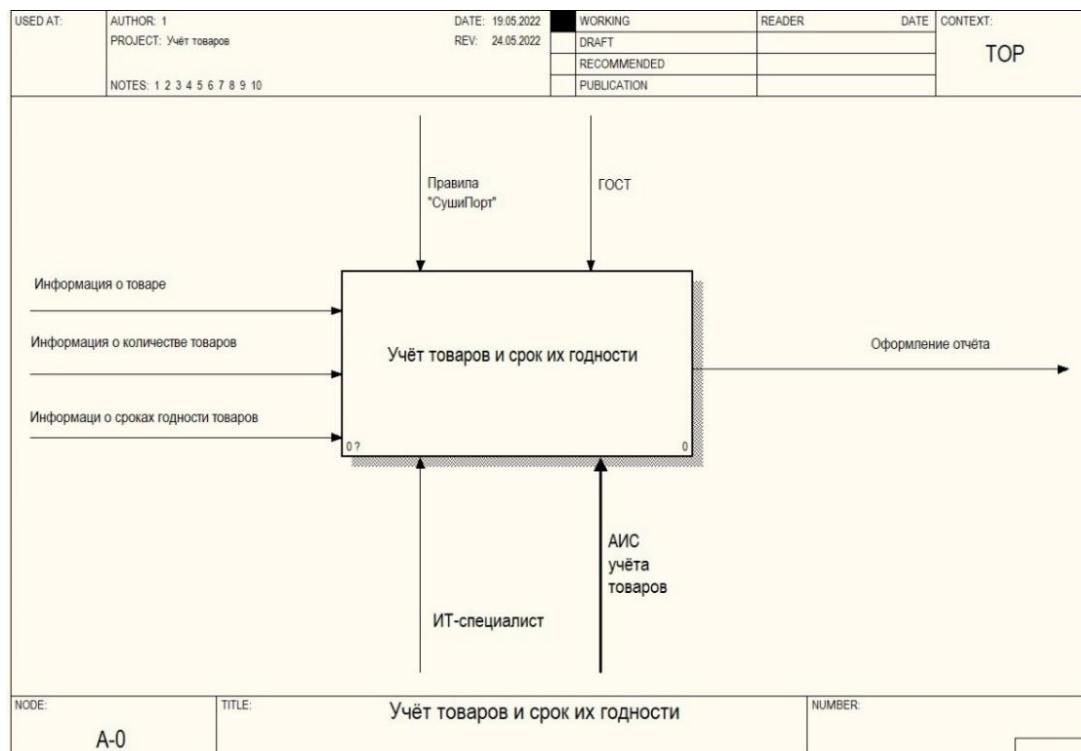 USED AT:
AUTHOR: 1
DATE: 19.05.2022
WORKING
READER
DATE
CONTEXT:
PROJECT: Учёт товаров
REV: 24.05.2022
DRAFT
TOP
RECOMMENDED
NOTES: 1 2 3 4 5 6 7 8 9 10
PUBLICATION
Правила
"СушиПорт"
ГОСТ
Информация о товаре
Информация о количестве товаров
Информаци о сроках годности товаров
Учёт товаров и срок их годности
0 ?
0
Оформление отчёта
АИС
учёта
товаров
ИТ-специалист
NODE:
A-0
TITLE:
Учёт товаров и срок их годности
NUMBER: